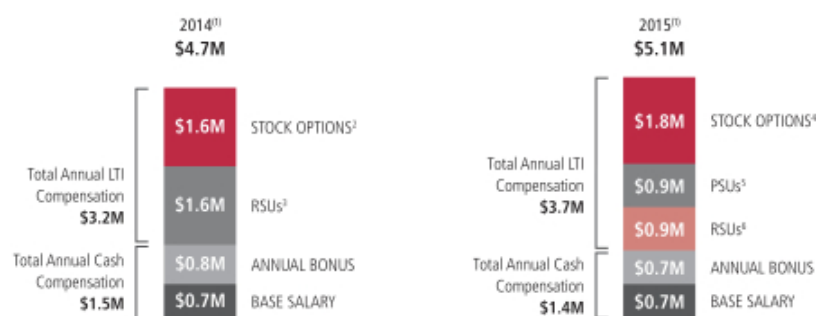 2014(1)
$4.7M
$1.6M STOCK OPTIONS2
Total Annual LTI
Compensation
$3.2M
$1.6M RSUs3
Total Annual Cash
Compensation
$1.5M
$0.8M ANNUAL BONUS
$0.7M BASE SALARY
2015(1)
$5.1M
$1.8M STOCK OPTIONS4
Total Annual LTI
Compensation
$3.7M
$0.9M PSUs5
$0.9M RSUs6
Total Annual Cash
Compensation
$1.4M
$0.7M ANNUAL BONUS
$0.7M BASE SALARY